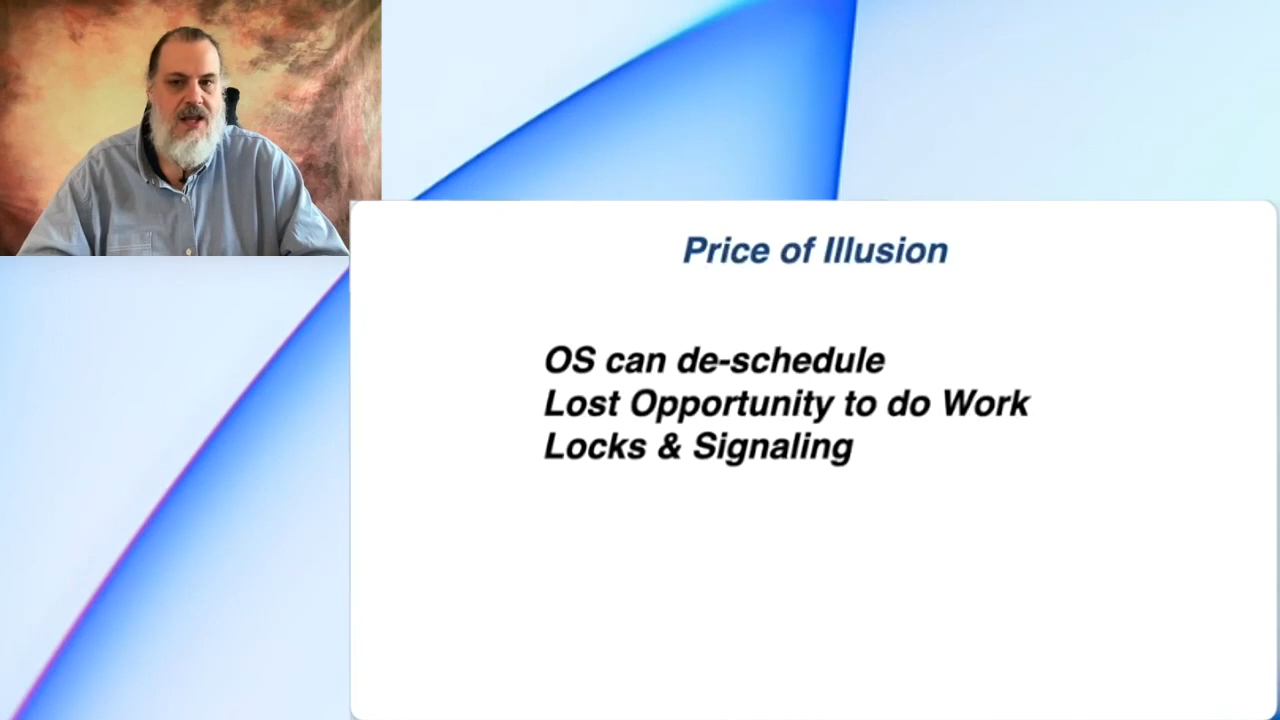 Price of Illusion
OS can de-schedule
Lost Opportunity to do Work
Locks & Signaling